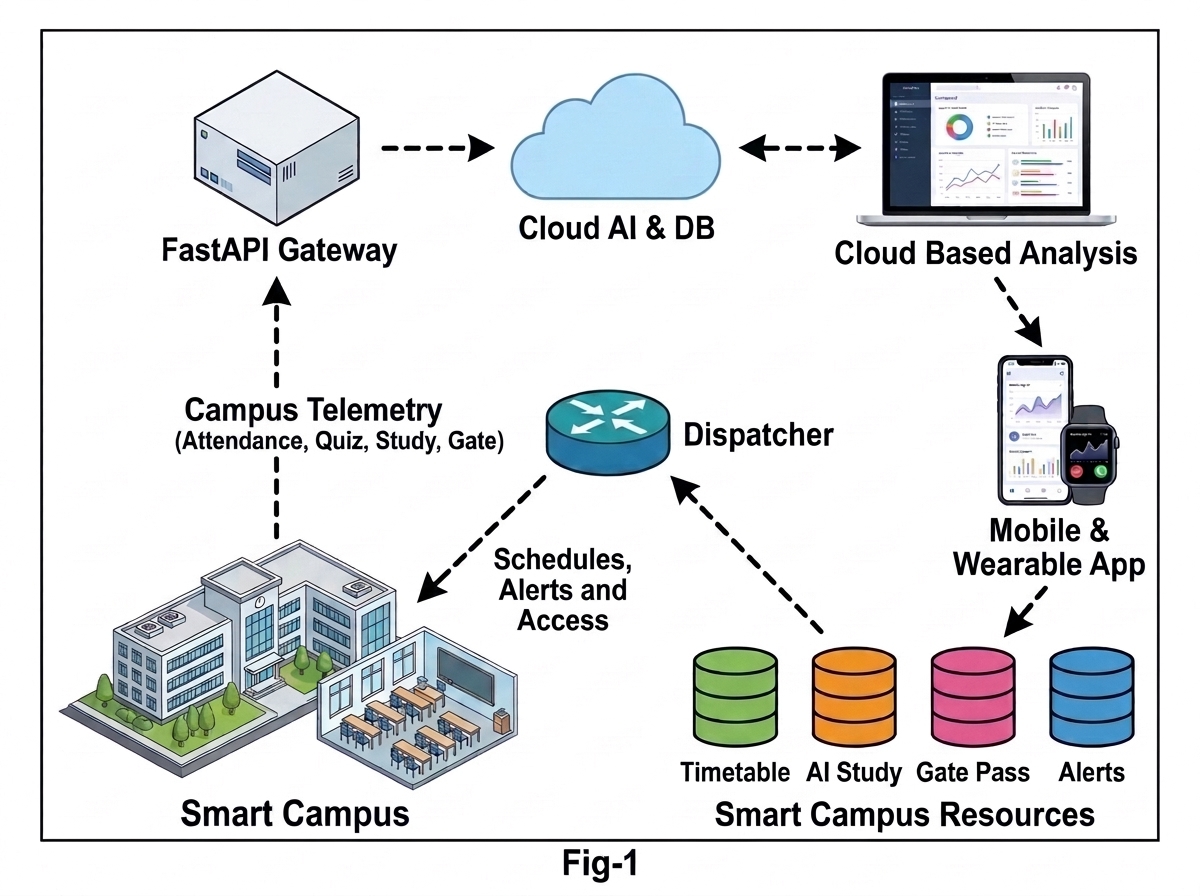 FastAPI Gateway
Cloud AI & DB
Cloud Based Analysis
Campus Telemetry
(Attendance, Quiz, Study, Gate)
Dispatcher
Schedules,
Alerts and
Access
Mobile &
Wearable App
Smart Campus
Timetable
AI Study
Gate Pass
Alerts
Smart Campus Resources
Fig-1